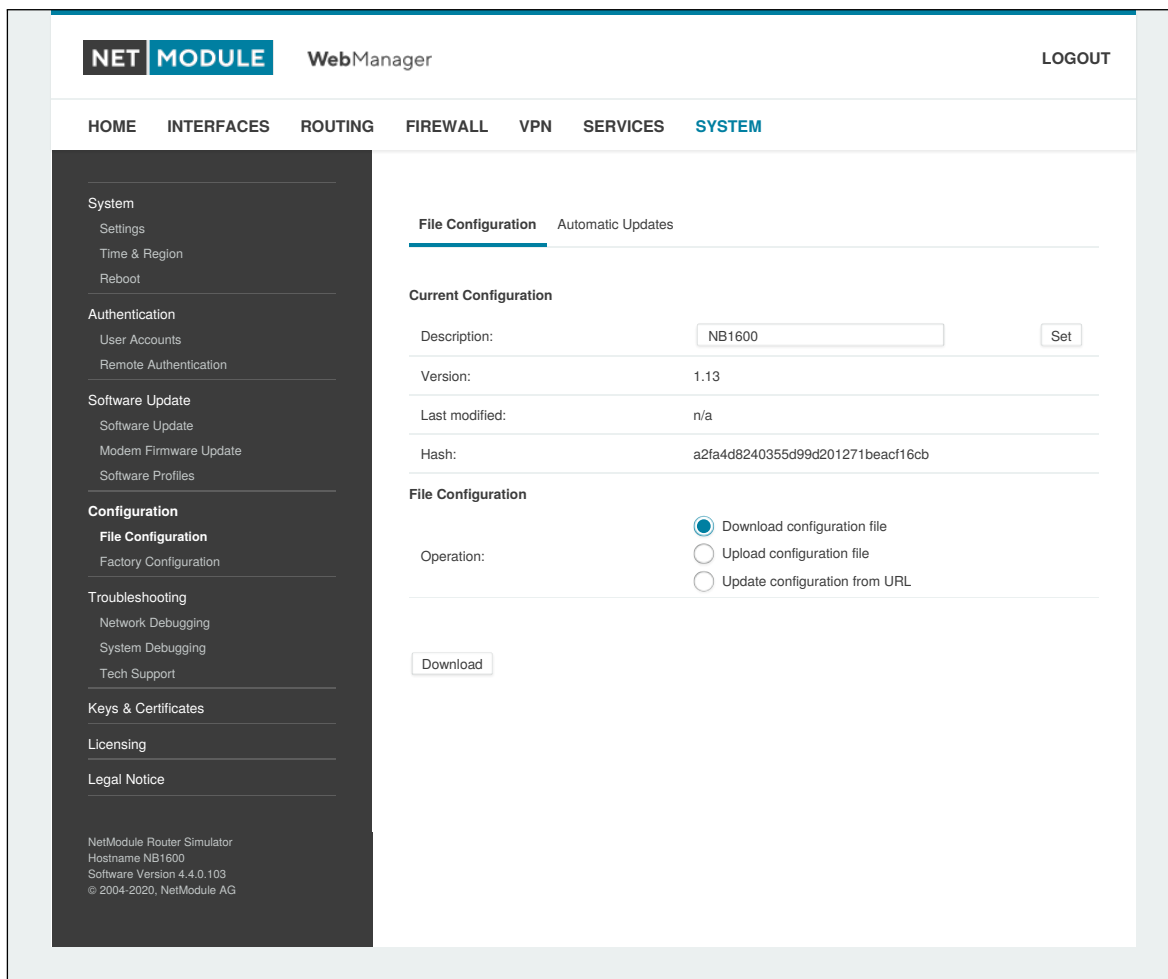 NET MODULE WebManager LOGOUT
HOME INTERFACES ROUTING FIREWALL VPN SERVICES SYSTEM
System
Settings
Time & Region
Reboot
Authentication
User Accounts
Remote Authentication
Software Update
Software Update
Modem Firmware Update
Software Profiles
Configuration
File Configuration
Factory Configuration
Troubleshooting
Network Debugging
System Debugging
Tech Support
Keys & Certificates
Licensing
Legal Notice
NetModule Router Simulator
Hostname NB1600
Software Version 4.4.0.103
© 2004-2020, NetModule AG
File Configuration Automatic Updates
Current Configuration
Description: NB1600 Set
Version: 1.13
Last modified: n/a
Hash: a2fa4d8240355d99d201271beacf16cb
File Configuration
Operation:
Download configuration file
Upload configuration file
Update configuration from URL
Download